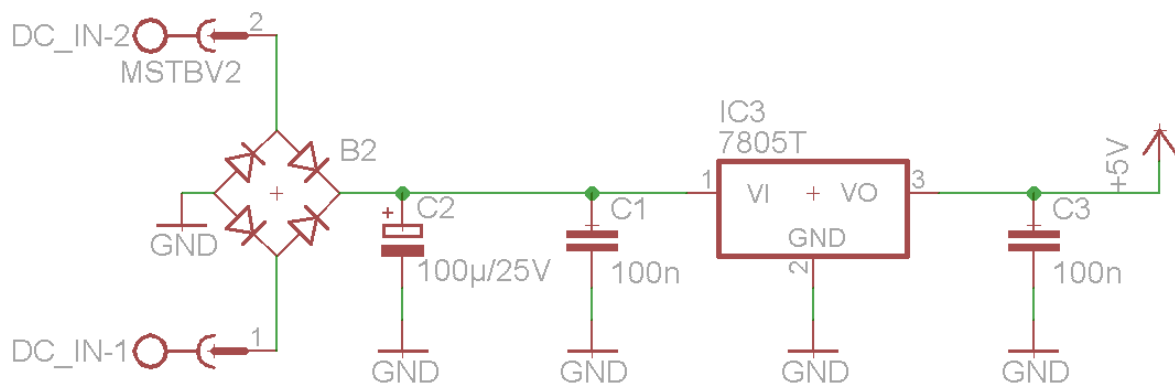 DC_IN-2
2
MSTBV2
B2
GND
DC_IN-1
1
+
C2
100µ/25V
GND
C1
100n
GND
IC3
7805T
1
VI
VO
3
GND
2
GND
C3
100n
GND
+5V